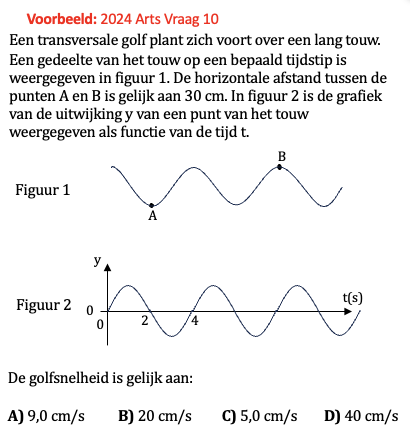 Voorbeeld: 2024 Arts Vraag 10
Een transversale golf plant zich voort over een lang touw.
Een gedeelte van het touw op een bepaald tijdstip is
weergegeven in figuur 1. De horizontale afstand tussen de
punten A en B is gelijk aan 30 cm. In figuur 2 is de grafiek
van de uitwijking y van een punt van het touw
weergegeven als functie van de tijd t.
B
Figuur 1
A
y
t(s)
Figuur 2 0
0 2 4
De golfsnelheid is gelijk aan:
A) 9,0 cm/s B) 20 cm/s C) 5,0 cm/s D) 40 cm/s